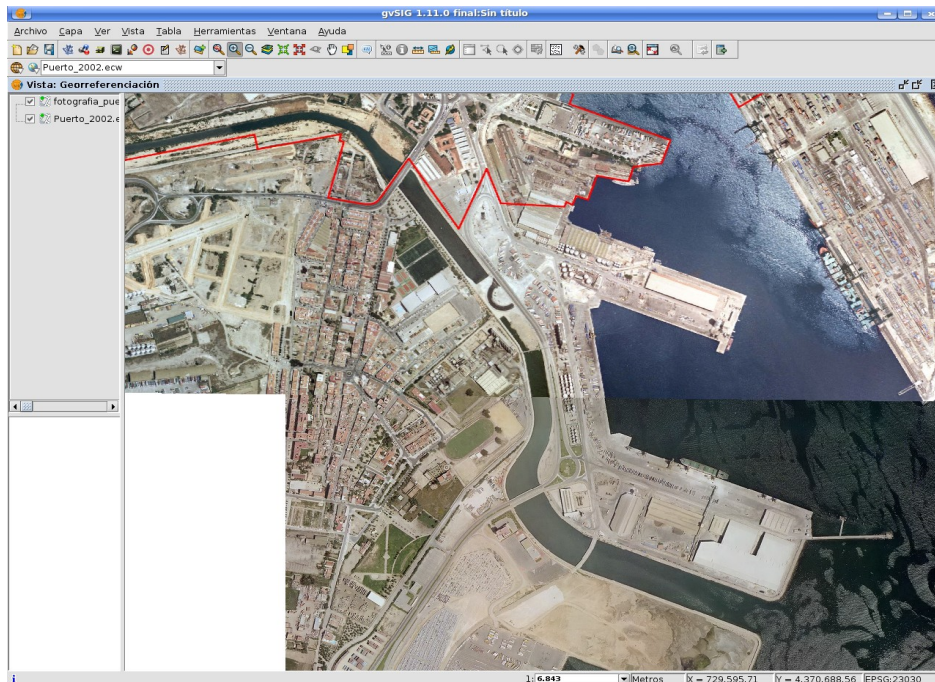 gvSIG 1.11.0 final:Sin título
Archivo Capa Ver Vista Tabla Herramientas Ventana Ayuda
Puerto_2002.ecw
Vista: Georreferenciación
fotografia_pue
Puerto_2002.e
1: 6.843 Metros X = 729.595,71 Y = 4.370.688,56 EPSG:23030